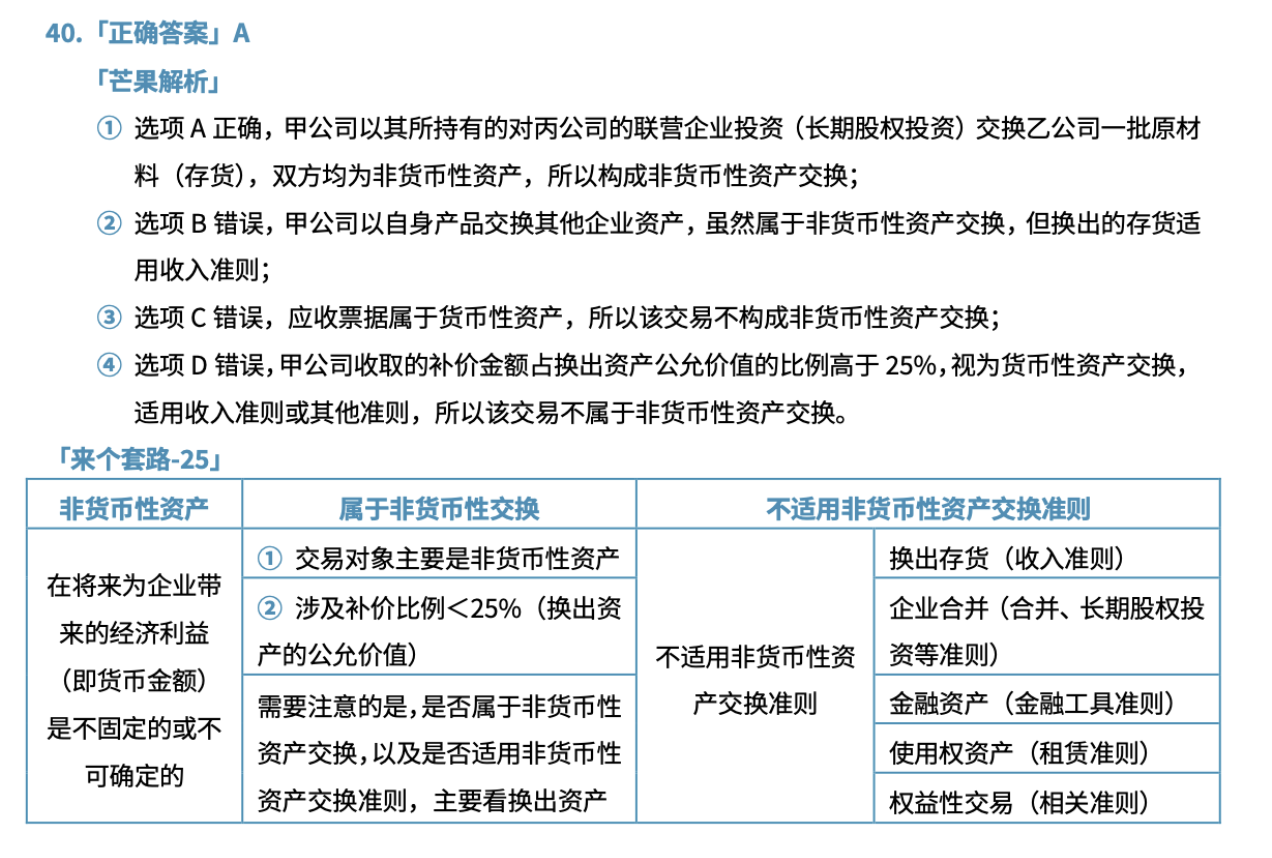 40.「正确答案」A
「芒果解析」
① 选项 A 正确，甲公司以其所持有的对丙公司的联营企业投资（长期股权投资）交换乙公司一批原材
料（存货），双方均为非货币性资产，所以构成非货币性资产交换；
② 选项 B 错误，甲公司以自身产品交换其他企业资产，虽然属于非货币性资产交换，但换出的存货适
用收入准则；
③ 选项 C 错误，应收票据属于货币性资产，所以该交易不构成非货币性资产交换；
④ 选项 D 错误，甲公司收取的补价金额占换出资产公允价值的比例高于 25%，视为货币性资产交换，
适用收入准则或其他准则，所以该交易不属于非货币性资产交换。
「来个套路-25」
非货币性资产
属于非货币性交换
不适用非货币性资产交换准则
在将来为企业带
来的经济利益
（即货币金额）
是不固定的或不
可确定的
① 交易对象主要是非货币性资产
② 涉及补价比例＜25%（换出资
产的公允价值）
需要注意的是，是否属于非货币性
资产交换，以及是否适用非货币性
资产交换准则，主要看换出资产
不适用非货币性资
产交换准则
换出存货（收入准则）
企业合并（合并、长期股权投
资等准则）
金融资产（金融工具准则）
使用权资产（租赁准则）
权益性交易（相关准则）